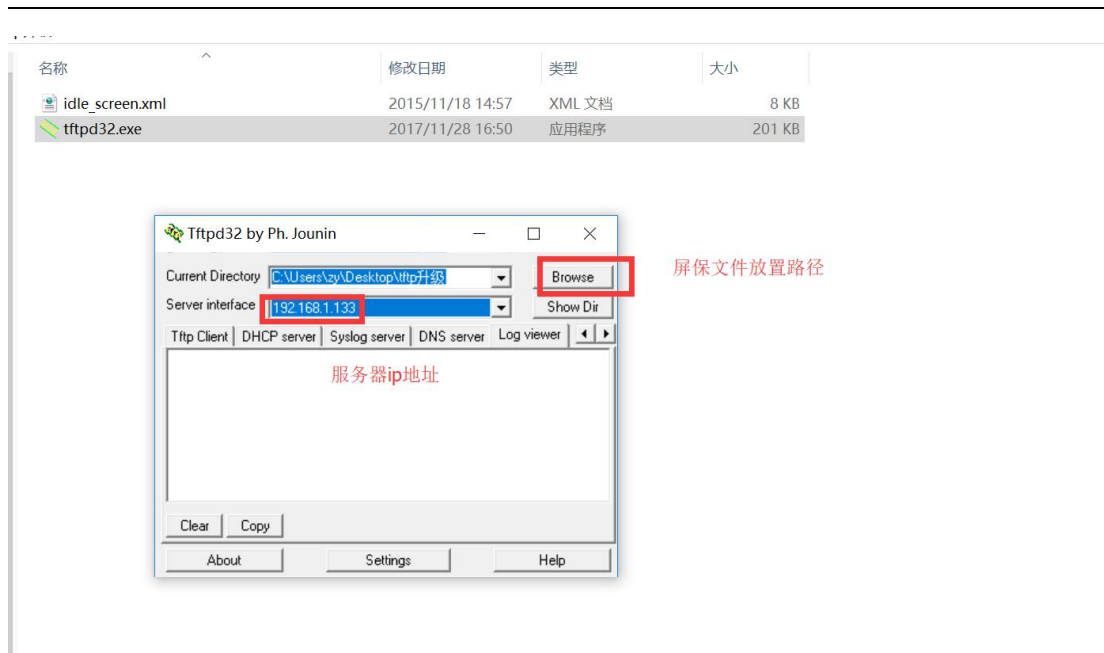 名称 修改日期 类型 大小
idle_screen.xml 2015/11/18 14:57 XML 文档 8 KB
tftpd32.exe 2017/11/28 16:50 应用程序 201 KB
Tftpd32 by Ph. Jounin
Current Directory C:\Users\zy\Desktop\tftp升级 Browse
屏保文件放置路径
Server interface 192.168.1.133 Show Dir
Tftp Client DHCP server Syslog server DNS server Log viewer
服务器ip地址
Clear Copy
About Settings Help